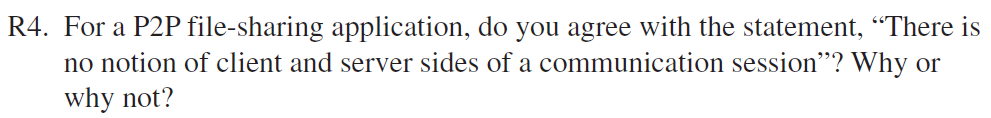 R4. For a P2P file-sharing application, do you agree with the statement, “There is
no notion of client and server sides of a communication session”? Why or
why not?